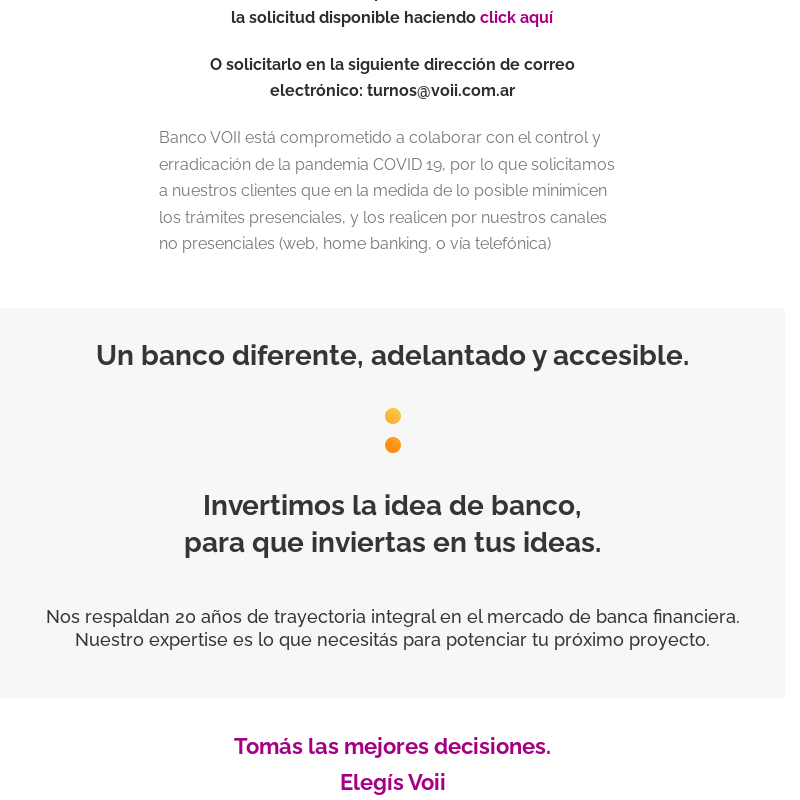 la solicitud disponible haciendo click aquí
O solicitarlo en la siguiente dirección de correo
electrónico: turnos@voii.com.ar
Banco VOII está comprometido a colaborar con el control y
erradicación de la pandemia COVID 19, por lo que solicitamos
a nuestros clientes que en la medida de lo posible minimicen
los trámites presenciales, y los realicen por nuestros canales
no presenciales (web, home banking, o vía telefónica)
Un banco diferente, adelantado y accesible.
Invertimos la idea de banco,
para que inviertas en tus ideas.
Nos respaldan 20 años de trayectoria integral en el mercado de banca financiera.
Nuestro expertise es lo que necesitás para potenciar tu próximo proyecto.
Tomás las mejores decisiones.
Elegís Voii